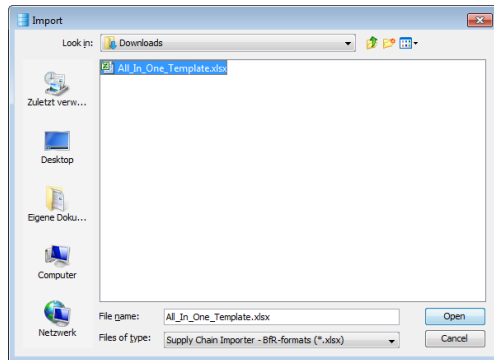 Import
Look in: Downloads
All_In_One_Template.xlsx
Zuletzt verw...
Desktop
Eigene Doku...
Computer
Netzwerk
File name: All_In_One_Template.xlsx Open
Files of type: Supply Chain Importer - BfR-formats (*.xlsx) Cancel